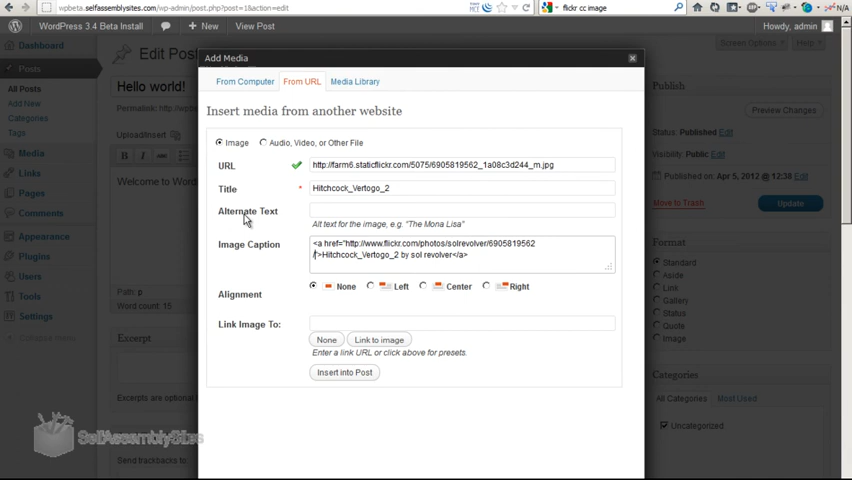 wpbeta.selfassemblysites.com/wp-admin/post.php?post=1&action=edit
flickr cc image
WordPress 3.4 Beta Install
+ New
View Post
Howdy, admin
Dashboard
Posts
All Posts
Add New
Categories
Tags
Media
Links
Pages
Comments
Appearance
Users
Tools
Settings
Collapse menu
Edit Post
Screen Options
Hello world!
Permalink: http://wpb
Upload/Insert
B I
Welcome to Word
Path: p
Word count: 15
Excerpt
Excerpts are optional
Send trackbacks to:
Add Media
From Computer
From URL
Media Library
Insert media from another website
Image
Audio, Video, or Other File
URL
http://farm6.staticflickr.com/5075/6905819562_1a08c3d244_m.jpg
Title
*
Hitchcock_Vertogo_2
Alternate Text
Alt text for the image, e.g. "The Mona Lisa"
Image Caption
<a href="http://www.flickr.com/photos/solrevolver/6905819562
/">Hitchcock_Vertogo_2 by sol revolver</a>
Alignment
None
Left
Center
Right
Link Image To:
None
Link to image
Enter a link URL or click above for presets.
Insert into Post
Publish
Preview Changes
Status: Published Edit
Visibility: Public Edit
Published on: Apr 5, 2012 @ 12:38
Edit
Move to Trash
Update
Format
Standard
Aside
Link
Gallery
Status
Quote
Image
Categories
All Categories
Most Used
Uncategorized
SelfAssemblySites